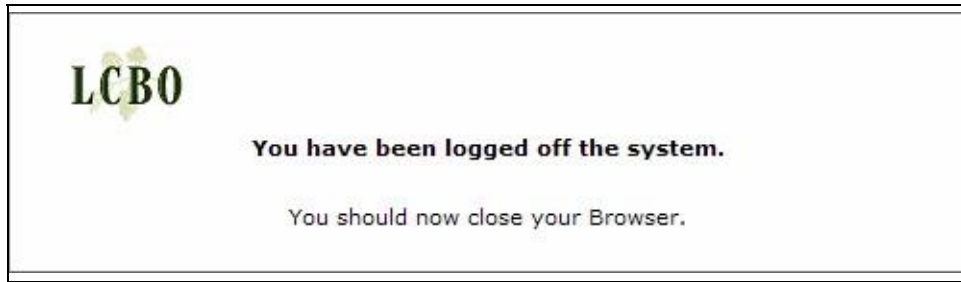 LCBO
You have been logged off the system.
You should now close your Browser.